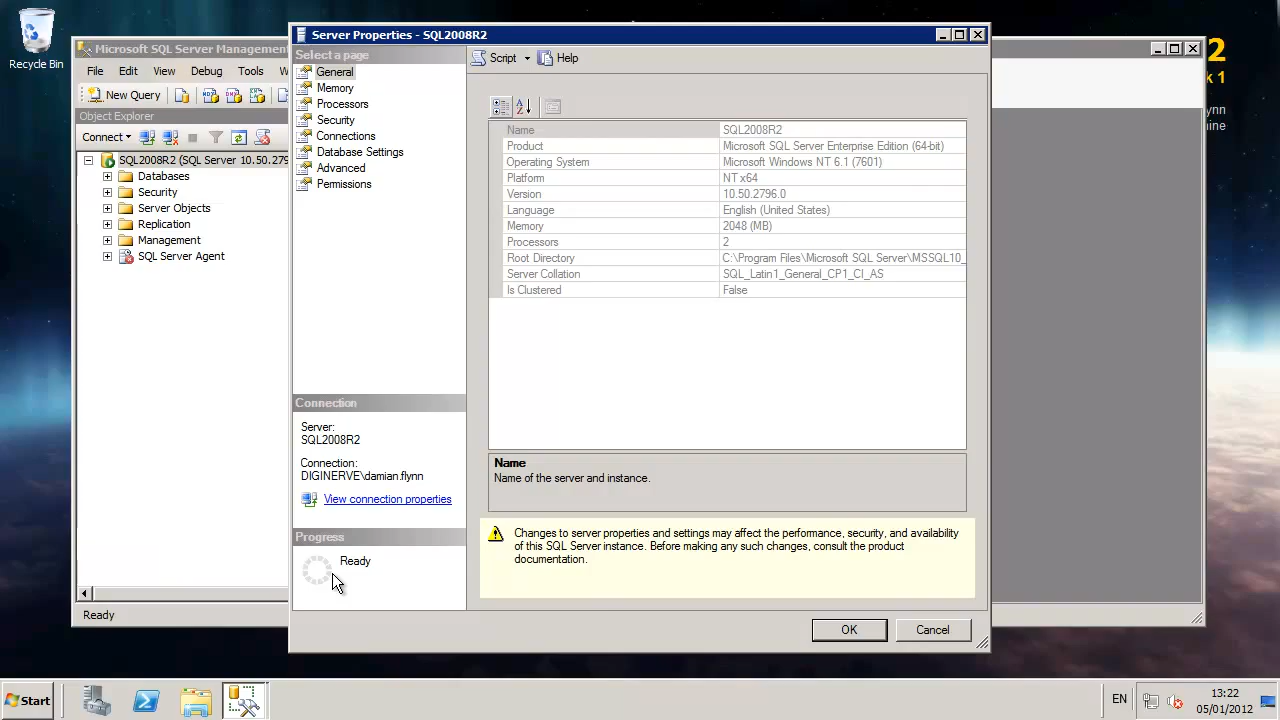 Recycle Bin
Microsoft SQL Server Management
File Edit View Debug Tools W
New Query
Object Explorer
Connect
SQL2008R2 (SQL Server 10.50.279
Databases
Security
Server Objects
Replication
Management
SQL Server Agent
Ready
Server Properties - SQL2008R2
Select a page
General
Memory
Processors
Security
Connections
Database Settings
Advanced
Permissions
Connection
Server:
SQL2008R2
Connection:
DIGINERVE\damian.flynn
View connection properties
Progress
Ready
Script Help
Name SQL2008R2
Product Microsoft SQL Server Enterprise Edition (64-bit)
Operating System Microsoft Windows NT 6.1 (7601)
Platform NT x64
Version 10.50.2796.0
Language English (United States)
Memory 2048 (MB)
Processors 2
Root Directory C:\Program Files\Microsoft SQL Server\MSSQL10_
Server Collation SQL_Latin1_General_CP1_CI_AS
Is Clustered False
Name
Name of the server and instance.
Changes to server properties and settings may affect the performance, security, and availability
of this SQL Server instance. Before making any such changes, consult the product
documentation.
OK Cancel
2
k 1
ynn
ine
Start
EN
13:22
05/01/2012